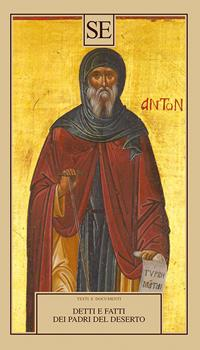 SE
ΑΝΤΩΝ
TESTI E DOCUMENTI
DETTI E FATTI
DEI PADRI DEL DESERTO